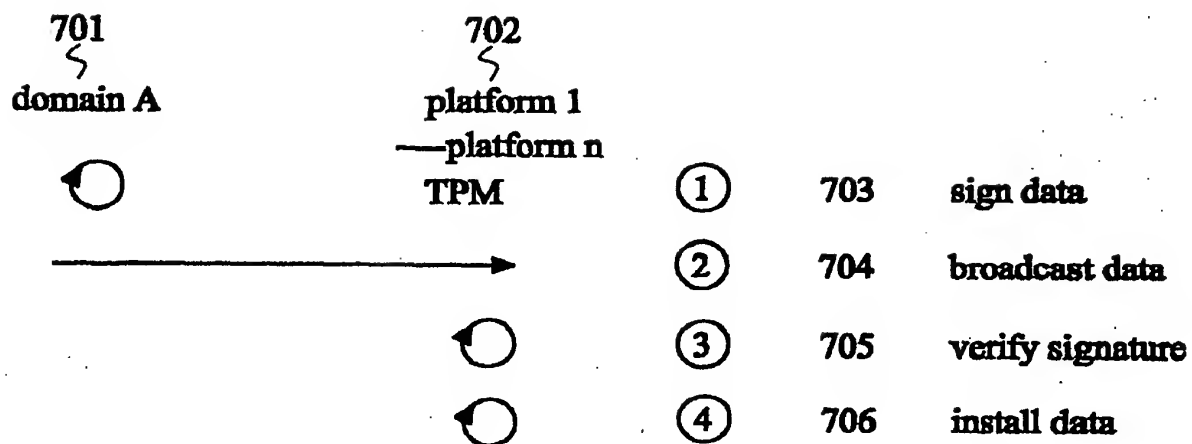 701 702
domain A platform 1
platform n
TPM 1 703 sign data
2 704 broadcast data
3 705 verify signature
4 706 install data